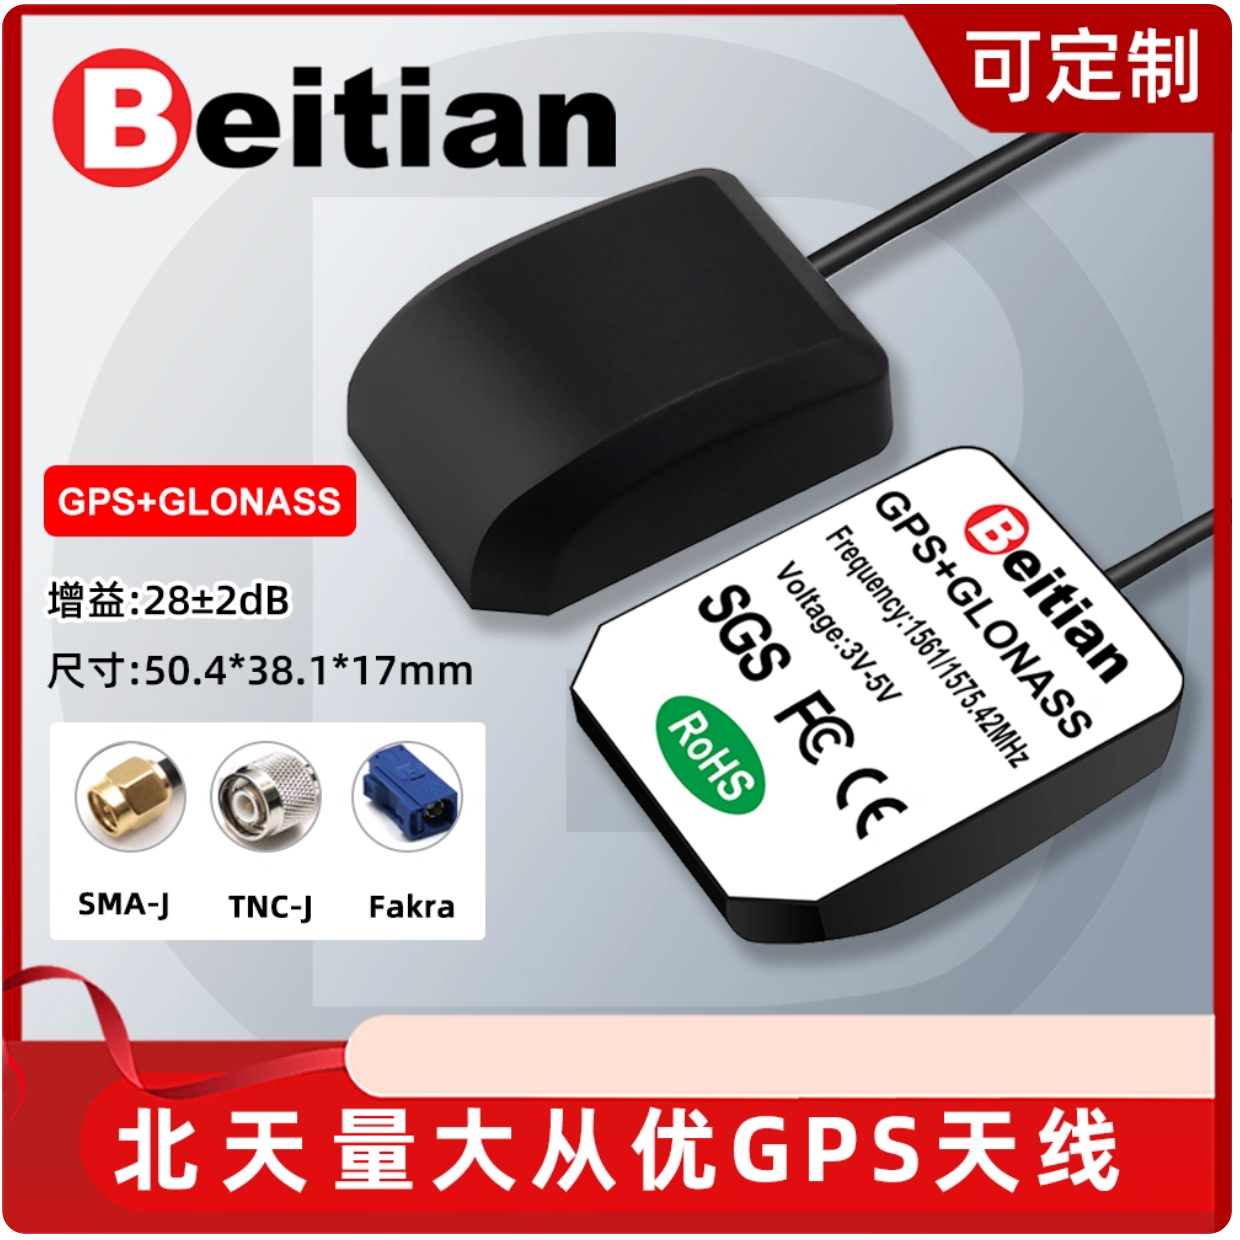 Beitian
可定制
GPS+GLONASS
增益:28±2dB
尺寸:50.4*38.1*17mm
SMA-J
TNC-J
Fakra
Beitian
GPS+GLONASS
Frequency:1561/1575.42MHz
Voltage:3V-5V
SGS FC CE
RoHS
北天量大从优GPS天线